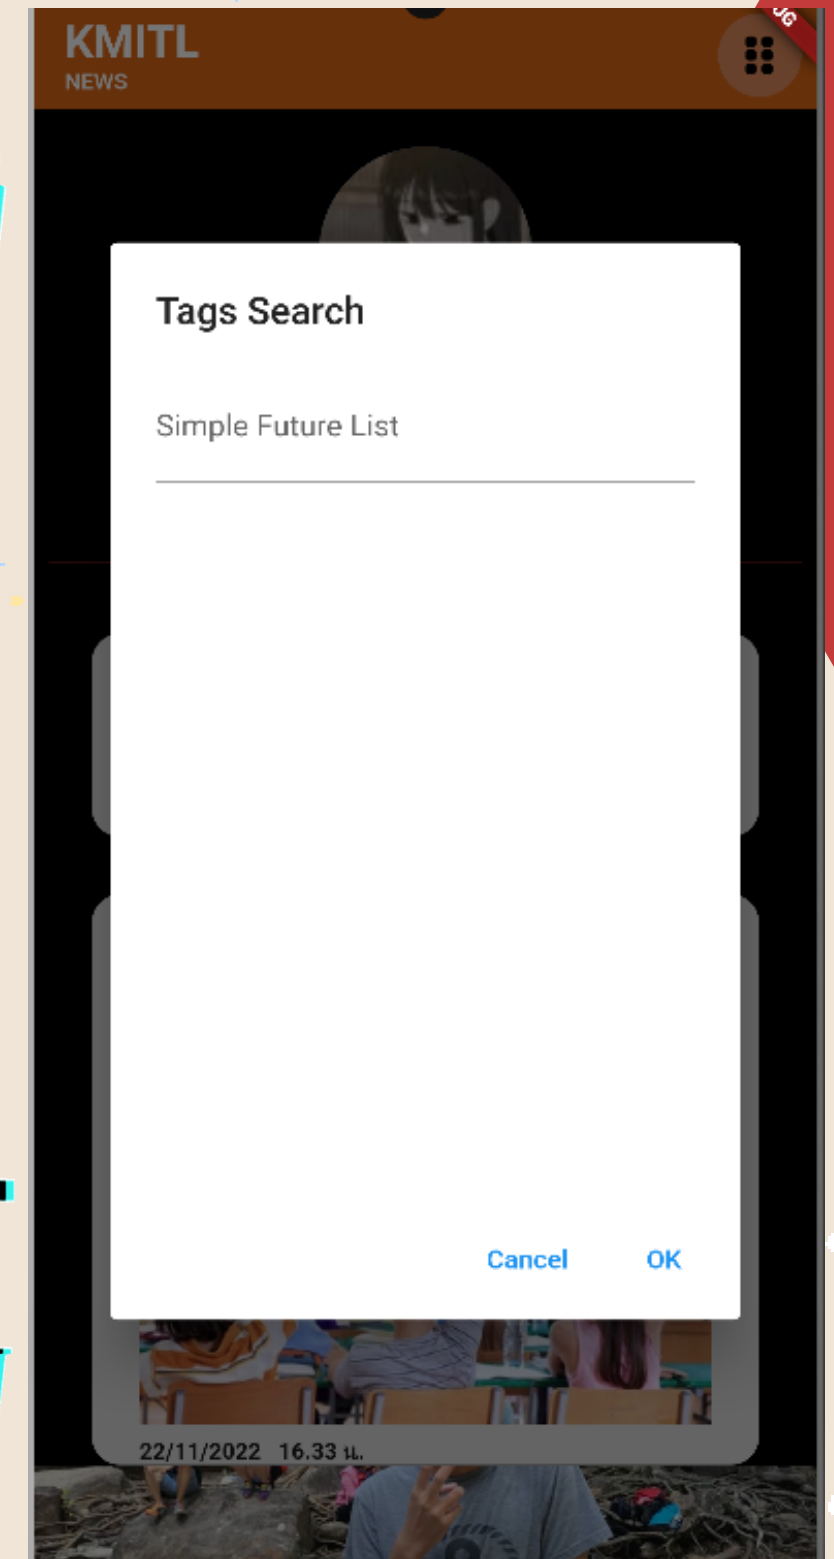 KMITL
NEWS
Tags Search
Simple Future List
Cancel OK
22/11/2022 16.33 น.